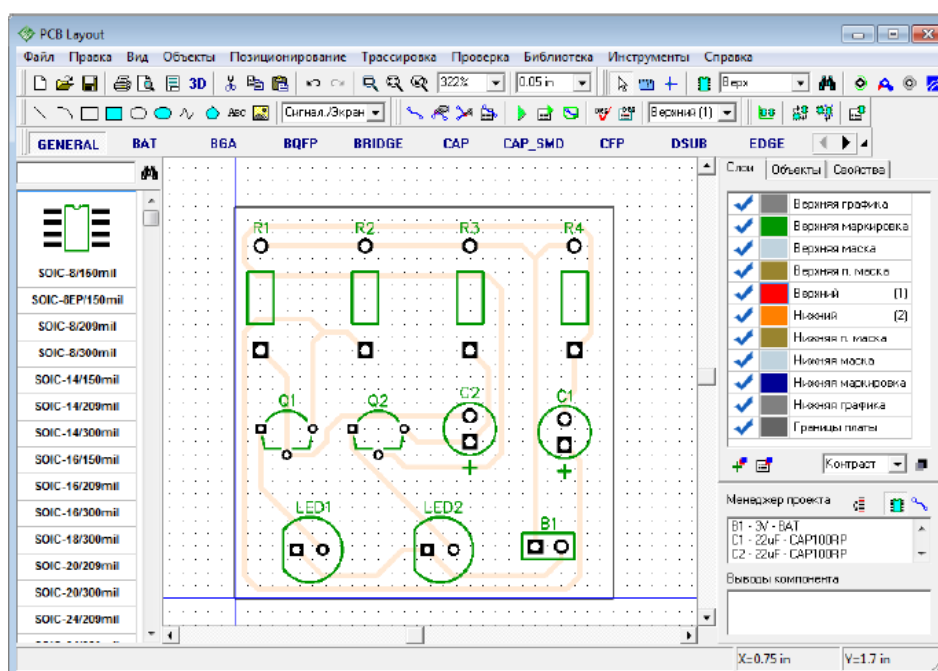 PCB Layout
Файл Правка Вид Объекты Позиционирование Трассировка Проверка Библиотека Инструменты Справка
3D 322% 0.05 in Верх
ABC Сигнал./Экран Верхний (1)
GENERAL BAT BGA BQFP BRIDGE CAP CAP_SMD CFP DSUB EDGE
SOIC-8/150mil
SOIC-8EP/150mil
SOIC-8/209mil
SOIC-8/300mil
SOIC-14/150mil
SOIC-14/209mil
SOIC-14/300mil
SOIC-16/150mil
SOIC-16/209mil
SOIC-16/300mil
SOIC-18/300mil
SOIC-20/209mil
SOIC-20/300mil
SOIC-24/209mil
R1 R2 R3 R4
Q1 Q2 C2 C1
+ +
LED1 LED2 B1
Слои Объекты Свойства
Верхняя графика
Верхняя маркировка
Верхняя маска
Верхняя п. маска
Верхний (1)
Нижний (2)
Нижняя п. маска
Нижняя маска
Нижняя маркировка
Нижняя графика
Границы платы
Контраст
Менеджер проекта
B1 - 3V - BAT
C1 - 22uF - CAP100RP
C2 - 22uF - CAP100RP
Выводы компонента
X=0.75 in Y=1.7 in